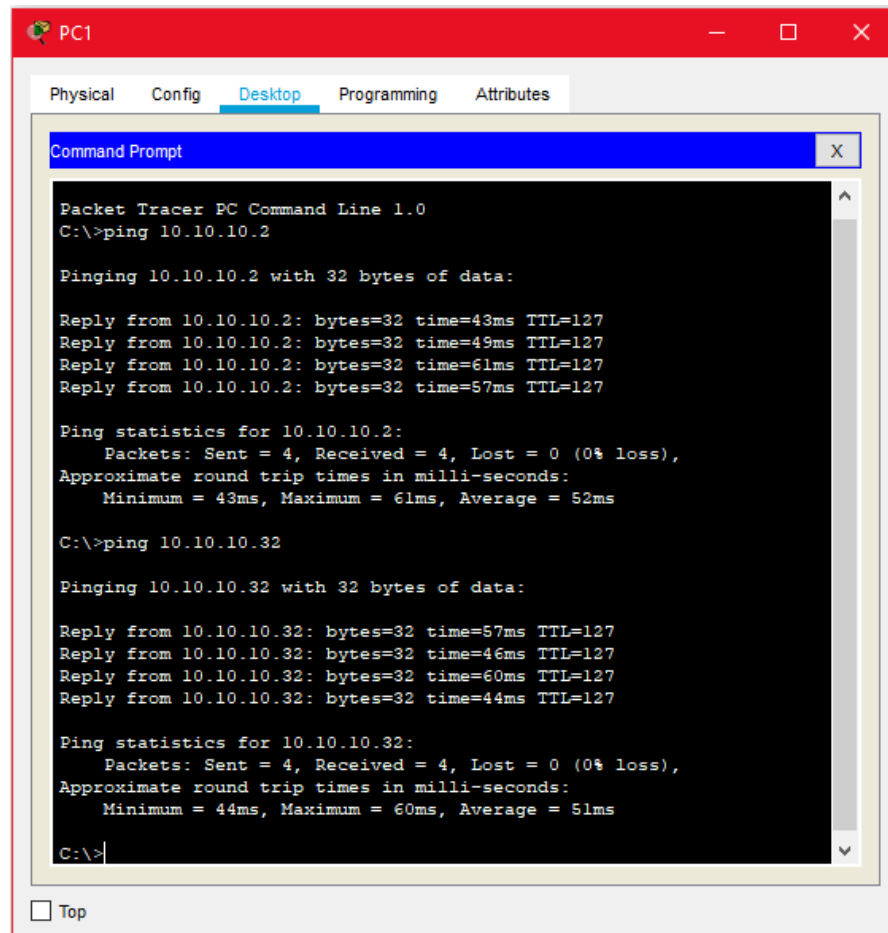 PC1
Physical Config Desktop Programming Attributes
Command Prompt X
Packet Tracer PC Command Line 1.0
C:\>ping 10.10.10.2
Pinging 10.10.10.2 with 32 bytes of data:
Reply from 10.10.10.2: bytes=32 time=43ms TTL=127
Reply from 10.10.10.2: bytes=32 time=49ms TTL=127
Reply from 10.10.10.2: bytes=32 time=61ms TTL=127
Reply from 10.10.10.2: bytes=32 time=57ms TTL=127
Ping statistics for 10.10.10.2:
Packets: Sent = 4, Received = 4, Lost = 0 (0% loss),
Approximate round trip times in milli-seconds:
Minimum = 43ms, Maximum = 61ms, Average = 52ms
C:\>ping 10.10.10.32
Pinging 10.10.10.32 with 32 bytes of data:
Reply from 10.10.10.32: bytes=32 time=57ms TTL=127
Reply from 10.10.10.32: bytes=32 time=46ms TTL=127
Reply from 10.10.10.32: bytes=32 time=60ms TTL=127
Reply from 10.10.10.32: bytes=32 time=44ms TTL=127
Ping statistics for 10.10.10.32:
Packets: Sent = 4, Received = 4, Lost = 0 (0% loss),
Approximate round trip times in milli-seconds:
Minimum = 44ms, Maximum = 60ms, Average = 51ms
C:\>
Top